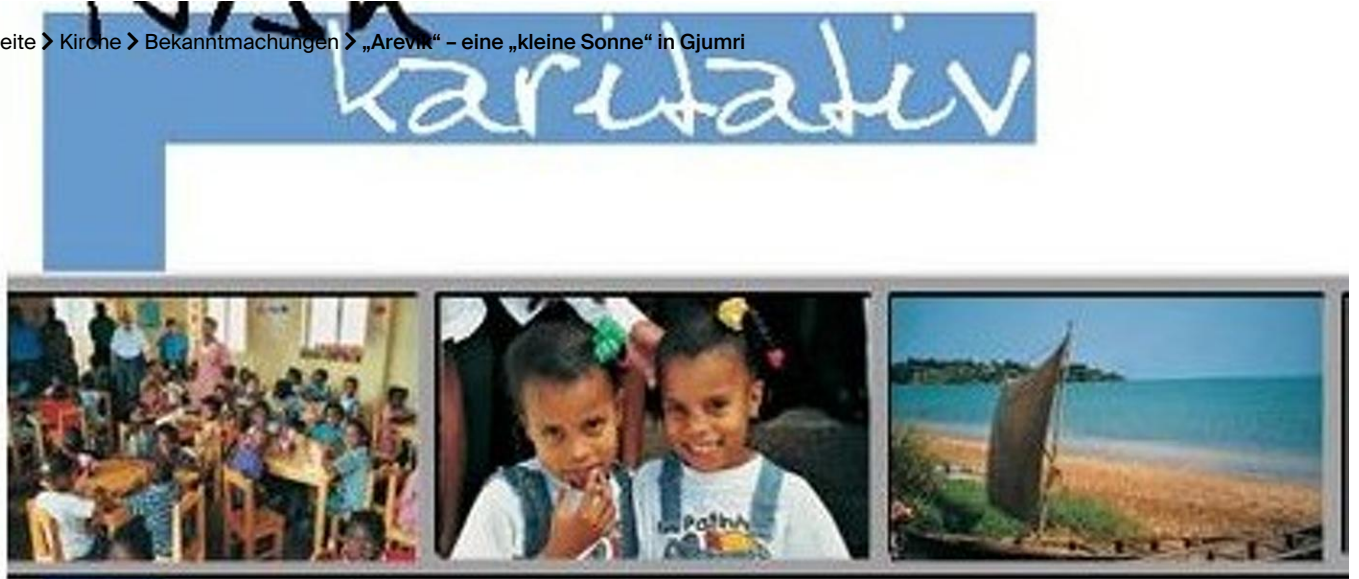 eite > Kirche > Bekanntmachungen > „Arevik“ – eine „kleine Sonne“ in Gjumri
karitativ